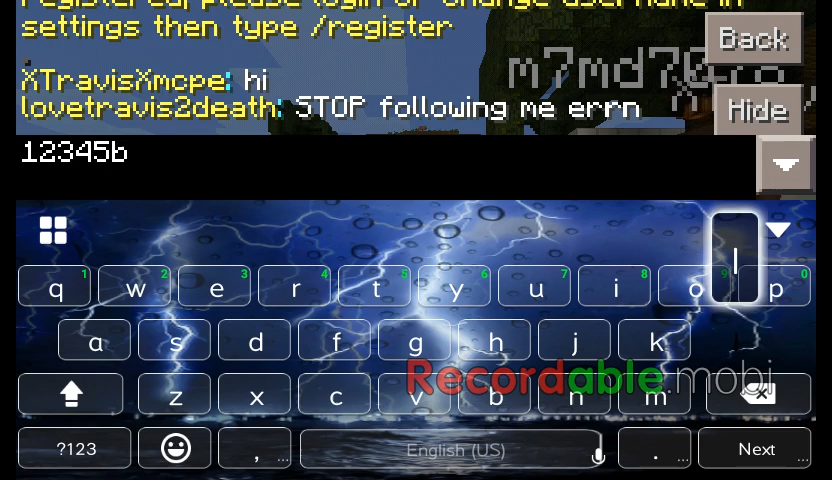 registered, please login or change username in
settings then type /register
Back
XTravisXmcpe: hi
lovetravis2death: STOP following me errn
Hide
12345b
q 1 w 2 e 3 r 4 t 5 y 6 u 7 i 8 o 9 p 0
l
a s d f g h j k
Recordable.mobi
z x c v b n m
?123 , ... English (US) . ... Next ...